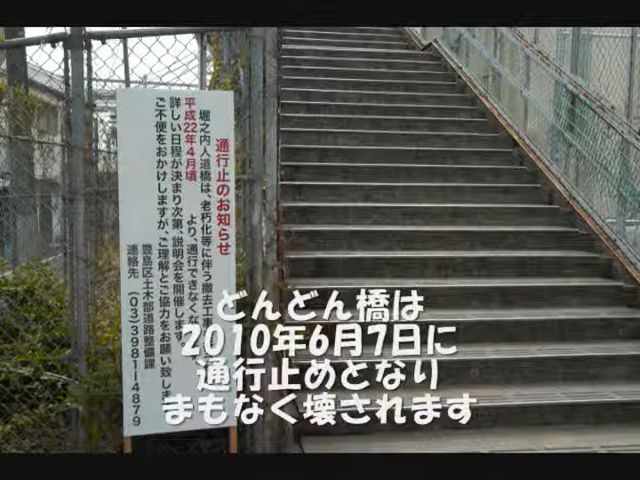 通行止のお知らせ
堀之内人道橋は、老朽化等に伴う撤去工事
平成22年4月頃 より、通行できなくな
詳しい日程が決まり次第、説明会を開催します
ご不便をおかけしますが、ご理解とご協力をお願い致しま
豊島区土木部道路整備課
連絡先 (03)3981-4879
どんどん橋は
2010年6月7日に
通行止めとなり
まもなく壊されます